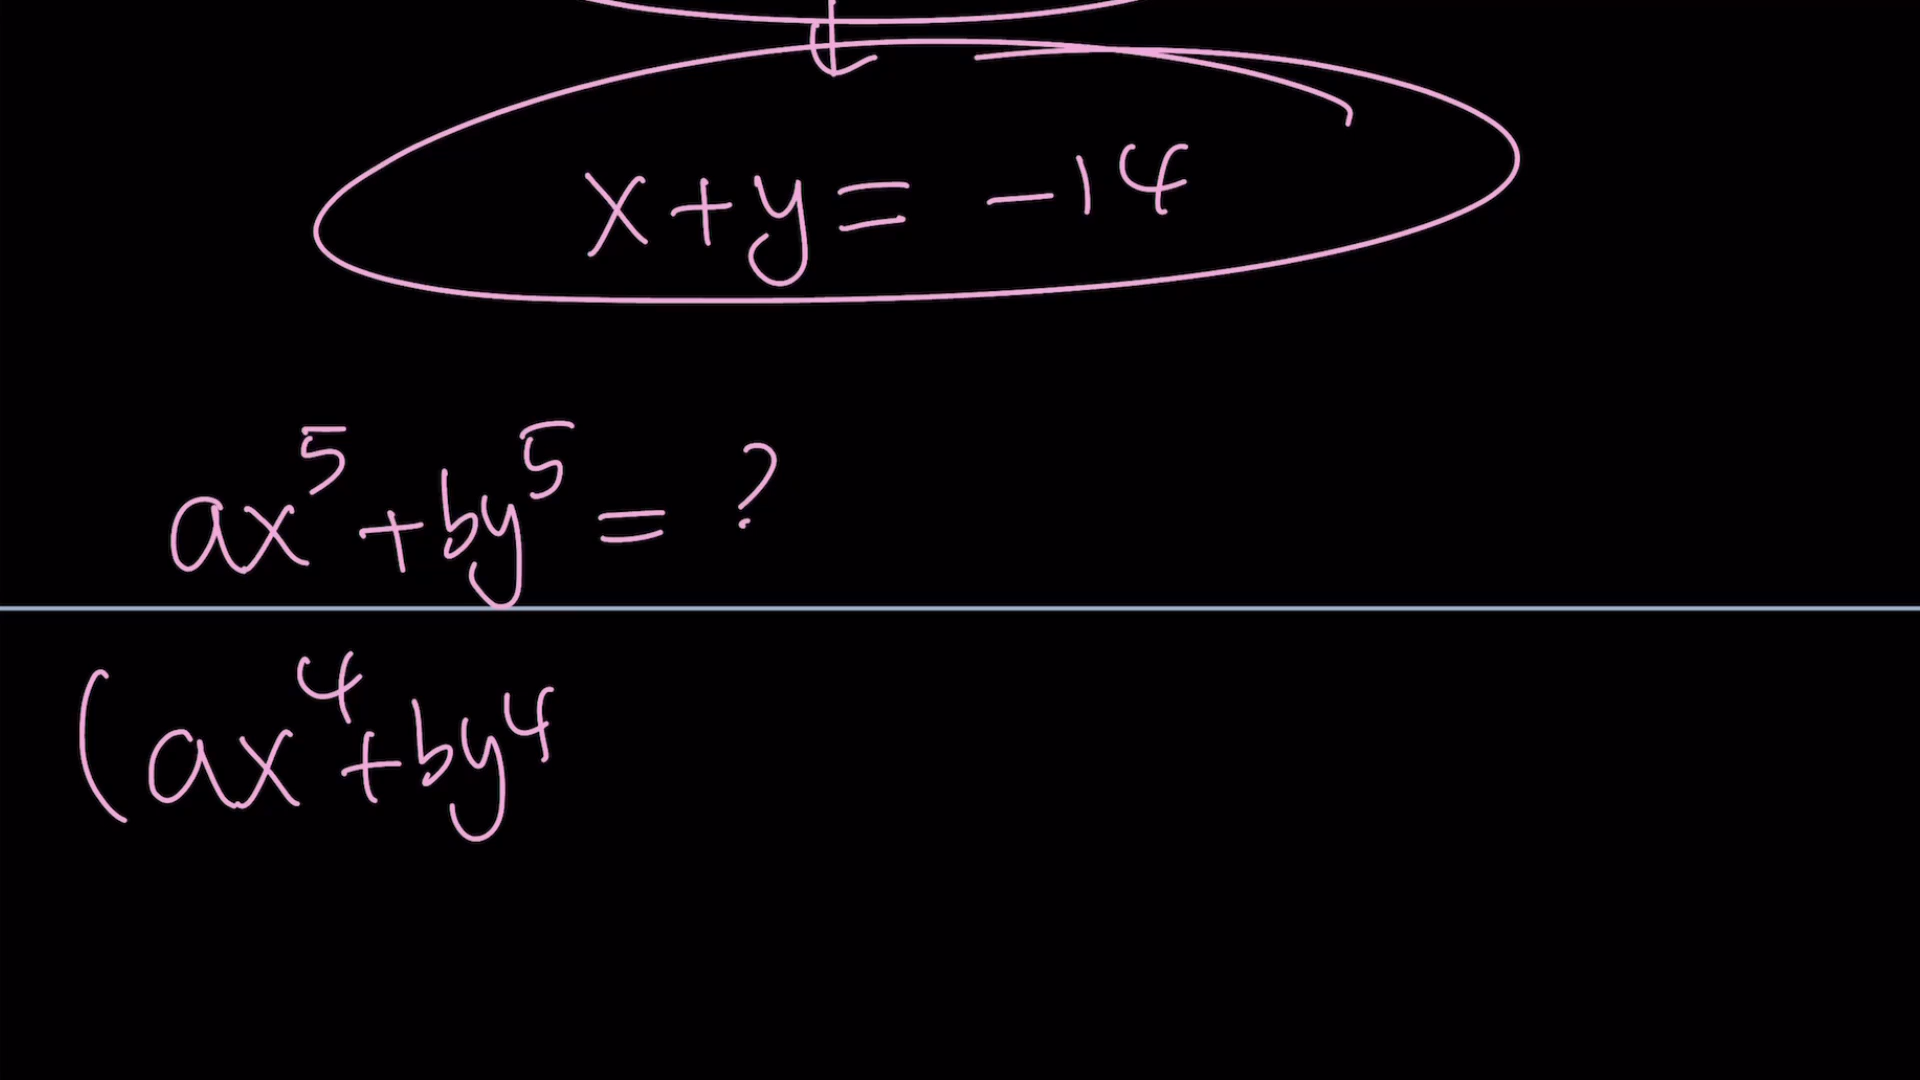 x+y= -14
ax⁵+by⁵= ?
(ax⁴+by⁴